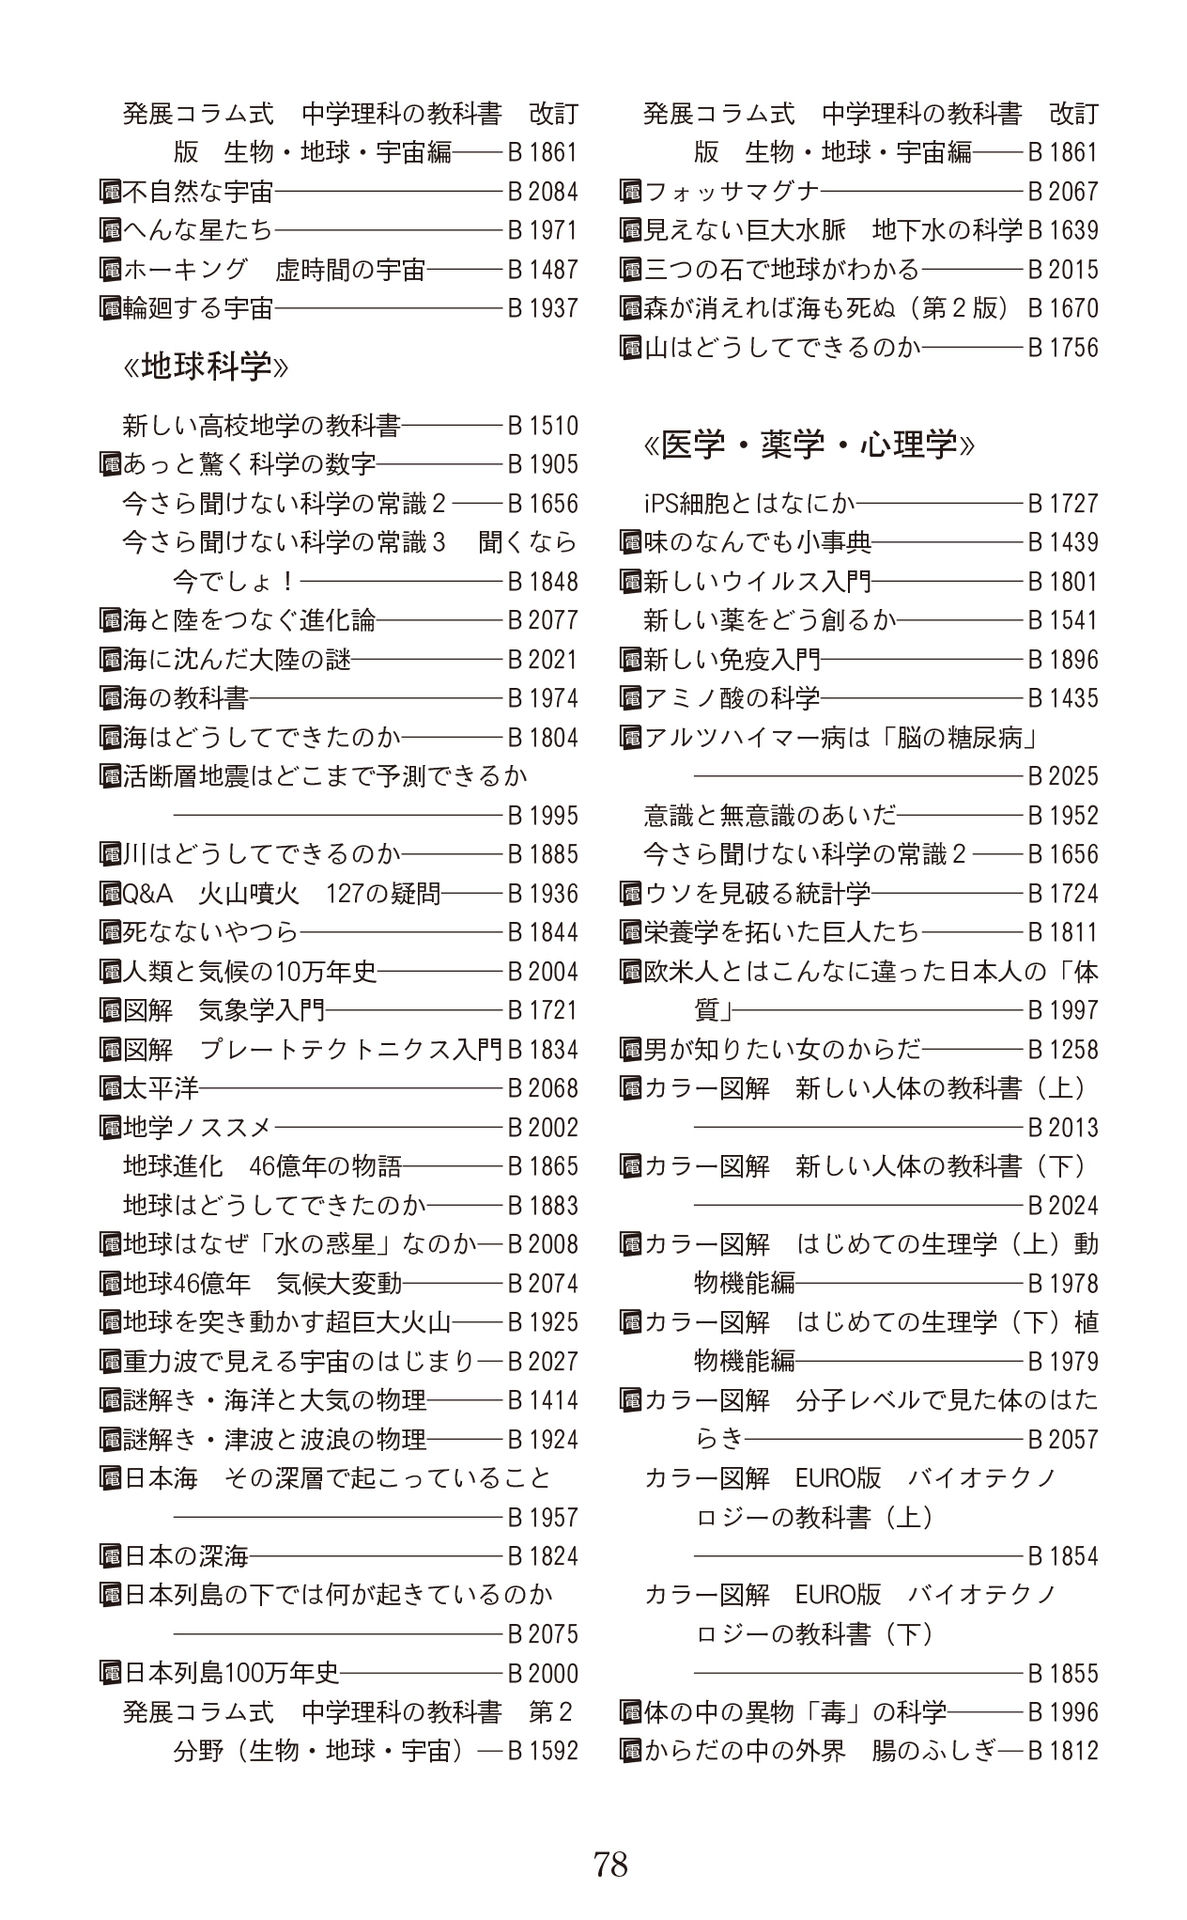 発展コラム式　中学理科の教科書　改訂
版　生物・地球・宇宙編――B 1861
電不自然な宇宙―――――――――B 2084
電へんな星たち―――――――――B 1971
電ホーキング　虚時間の宇宙―――B 1487
電輪廻する宇宙―――――――――B 1937
《地球科学》
新しい高校地学の教科書――――B 1510
電あっと驚く科学の数字―――――B 1905
今さら聞けない科学の常識２――B 1656
今さら聞けない科学の常識３　聞くなら
今でしょ！――――――――B 1848
電海と陸をつなぐ進化論―――――B 2077
電海に沈んだ大陸の謎――――――B 2021
電海の教科書――――――――――B 1974
電海はどうしてできたのか――――B 1804
電活断層地震はどこまで予測できるか
―――――――――――――B 1995
電川はどうしてできるのか――――B 1885
電Q&A　火山噴火　127の疑問――B 1936
電死なないやつら――――――――B 1844
電人類と気候の10万年史―――――B 2004
電図解　気象学入門―――――――B 1721
電図解　プレートテクトニクス入門B 1834
電太平洋――――――――――――B 2068
電地学ノススメ―――――――――B 2002
地球進化　46億年の物語――――B 1865
地球はどうしてできたのか―――B 1883
電地球はなぜ「水の惑星」なのか―B 2008
電地球46億年　気候大変動――――B 2074
電地球を突き動かす超巨大火山――B 1925
電重力波で見える宇宙のはじまり―B 2027
電謎解き・海洋と大気の物理―――B 1414
電謎解き・津波と波浪の物理―――B 1924
電日本海　その深層で起こっていること
―――――――――――――B 1957
電日本の深海――――――――――B 1824
電日本列島の下では何が起きているのか
―――――――――――――B 2075
電日本列島100万年史――――――B 2000
発展コラム式　中学理科の教科書　第２
分野（生物・地球・宇宙）―B 1592
発展コラム式　中学理科の教科書　改訂
版　生物・地球・宇宙編――B 1861
電フォッサマグナ――――――――B 2067
電見えない巨大水脈　地下水の科学B 1639
電三つの石で地球がわかる――――B 2015
電森が消えれば海も死ぬ（第２版）B 1670
電山はどうしてできるのか――――B 1756
《医学・薬学・心理学》
iPS細胞とはなにか――――――B 1727
電味のなんでも小事典――――――B 1439
電新しいウイルス入門――――――B 1801
新しい薬をどう創るか―――――B 1541
電新しい免疫入門――――――――B 1896
電アミノ酸の科学――――――――B 1435
電アルツハイマー病は「脳の糖尿病」
―――――――――――――B 2025
意識と無意識のあいだ―――――B 1952
今さら聞けない科学の常識２――B 1656
電ウソを見破る統計学――――――B 1724
電栄養学を拓いた巨人たち――――B 1811
電欧米人とはこんなに違った日本人の「体
質」―――――――――――B 1997
電男が知りたい女のからだ――――B 1258
電カラー図解　新しい人体の教科書（上）
―――――――――――――B 2013
電カラー図解　新しい人体の教科書（下）
―――――――――――――B 2024
電カラー図解　はじめての生理学（上）動
物機能編―――――――――B 1978
電カラー図解　はじめての生理学（下）植
物機能編―――――――――B 1979
電カラー図解　分子レベルで見た体のはた
らき―――――――――――B 2057
カラー図解　EURO版　バイオテクノ
ロジーの教科書（上）
―――――――――――――B 1854
カラー図解　EURO版　バイオテクノ
ロジーの教科書（下）
―――――――――――――B 1855
電体の中の異物「毒」の科学―――B 1996
電からだの中の外界　腸のふしぎ―B 1812
78